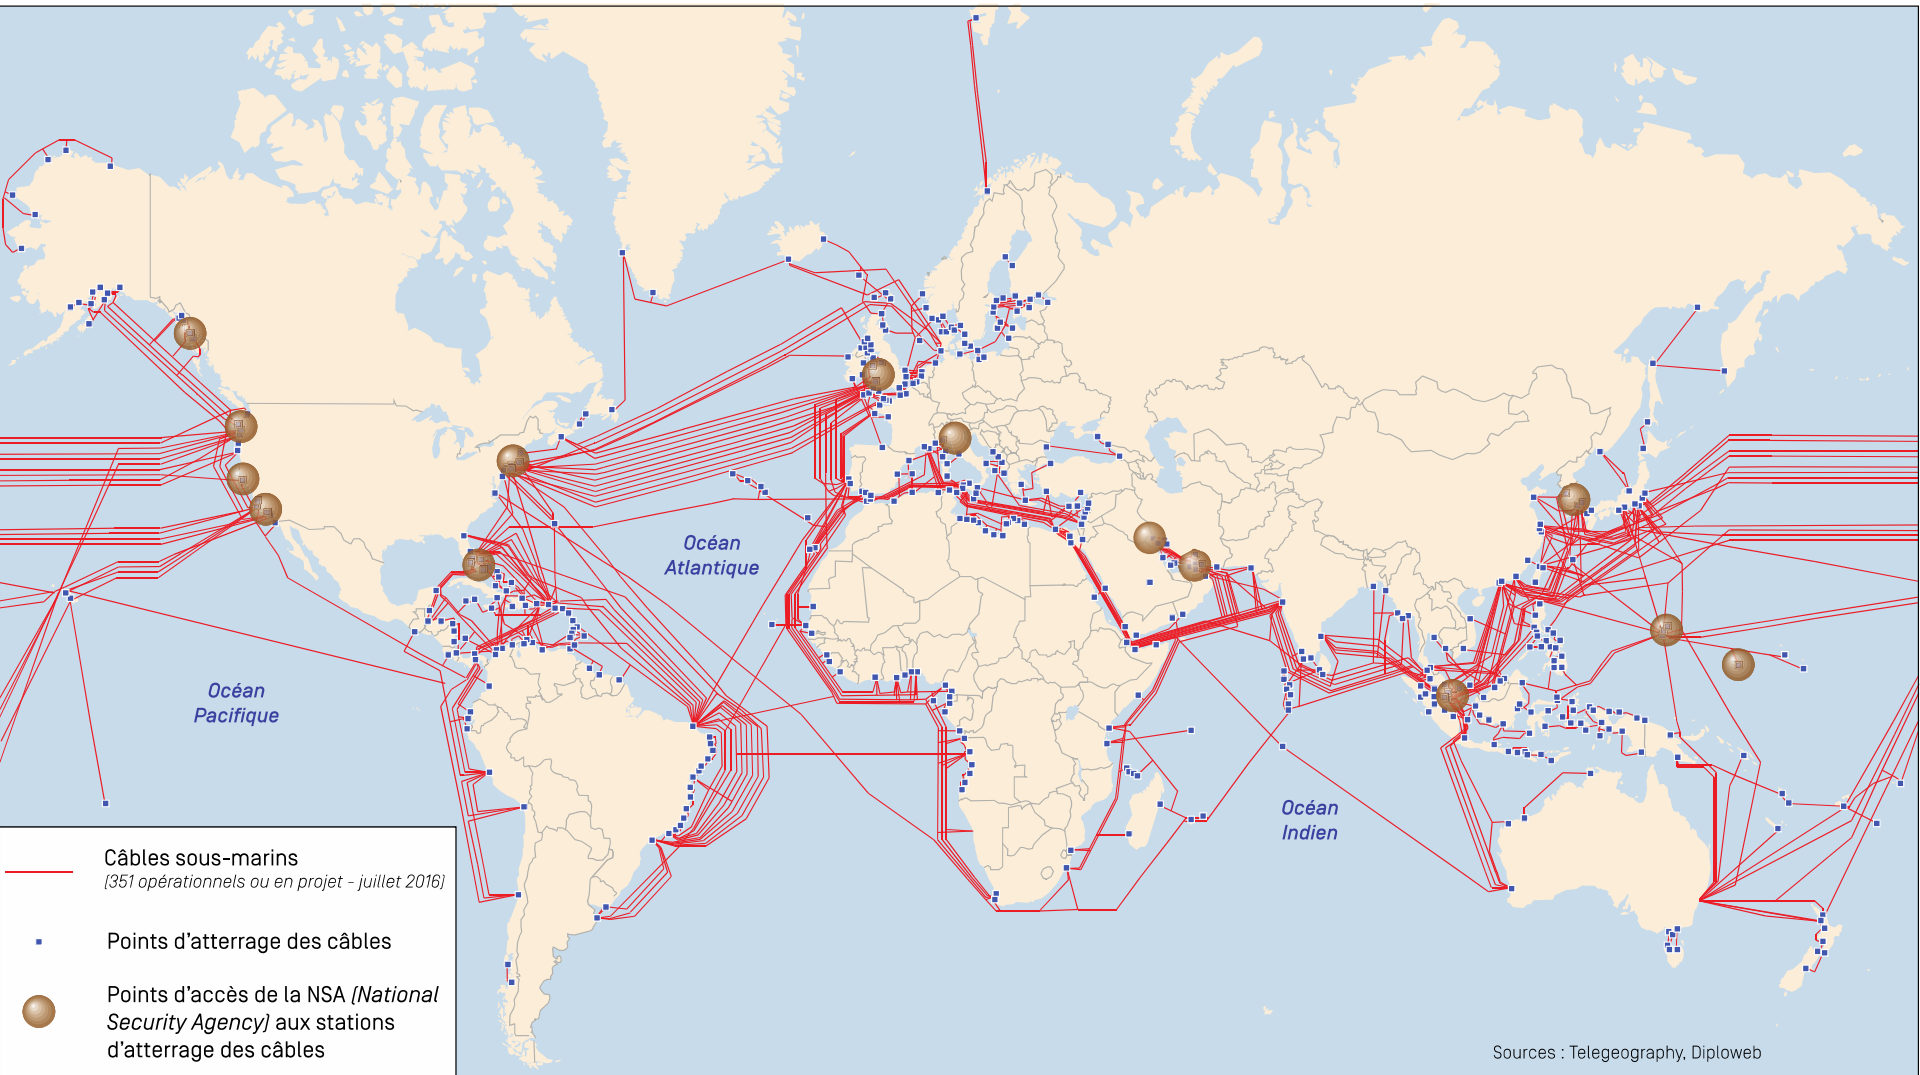 Océan
Atlantique
Océan
Pacifique
Océan
Indien
Câbles sous-marins
(351 opérationnels ou en projet - juillet 2016)
Points d'atterrage des câbles
Points d'accès de la NSA (National
Security Agency) aux stations
d'atterrage des câbles
Sources : Telegeography, Diploweb